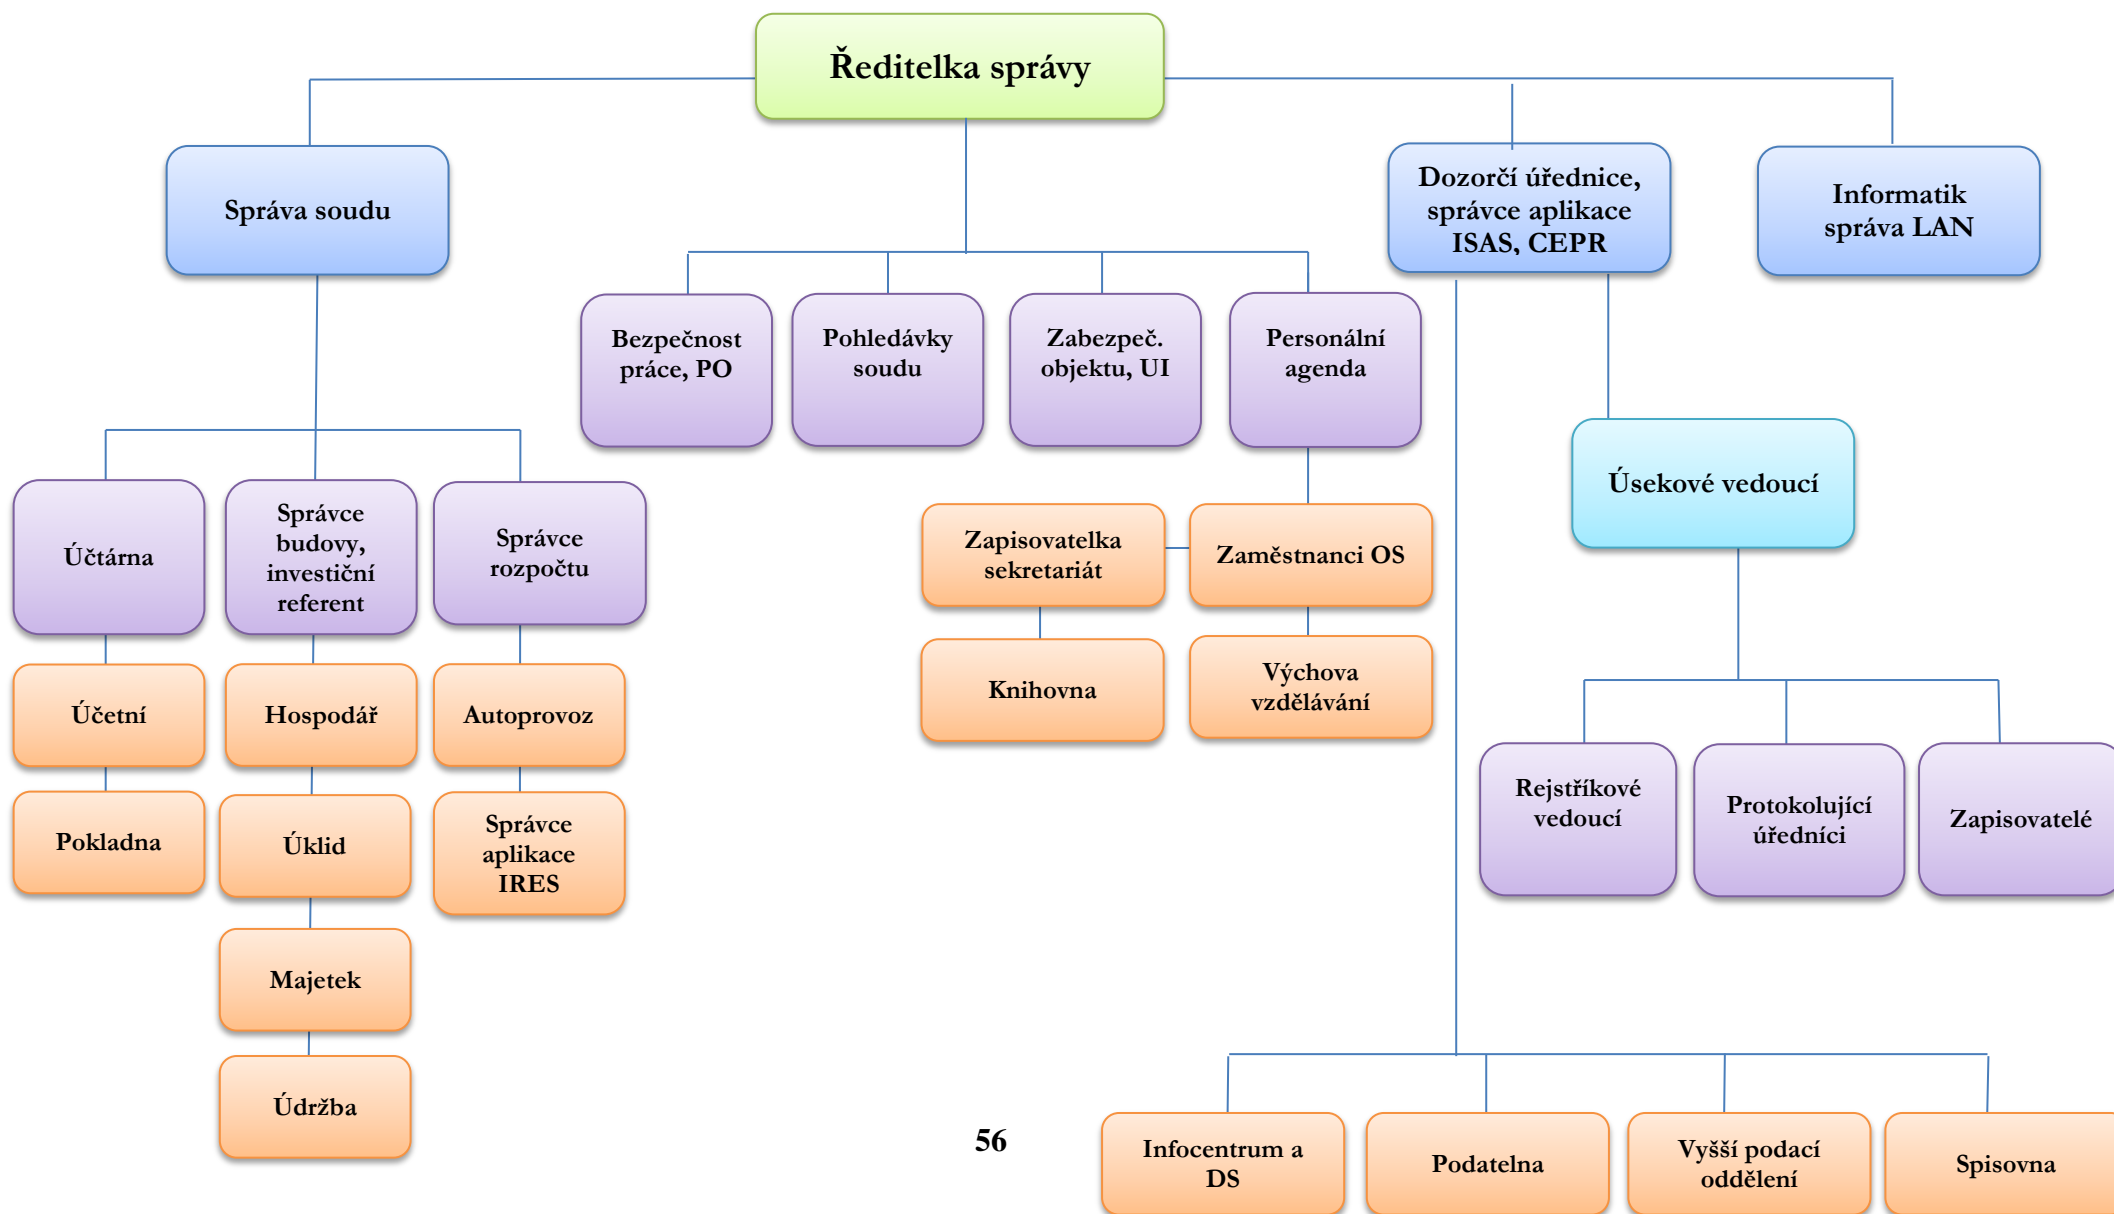 Ředitelka správy
Správa soudu
Dozorčí úřednice,
správce aplikace
ISAS, CEPR
Informatik
správa LAN
Bezpečnost
práce, PO
Pohledávky
soudu
Zabezpeč.
objektu, UI
Personální
agenda
Úsekové vedoucí
Účtárna
Správce
budovy,
investiční
referent
Správce
rozpočtu
Zapisovatelka
sekretariát
Zaměstnanci OS
Účetní
Hospodář
Autoprovoz
Knihovna
Výchova
vzdělávání
Pokladna
Úklid
Správce
aplikace
IRES
Rejstříkové
vedoucí
Protokolující
úředníci
Zapisovatelé
Majetek
Údržba
56
Infocentrum a
DS
Podatelna
Vyšší podací
oddělení
Spisovna